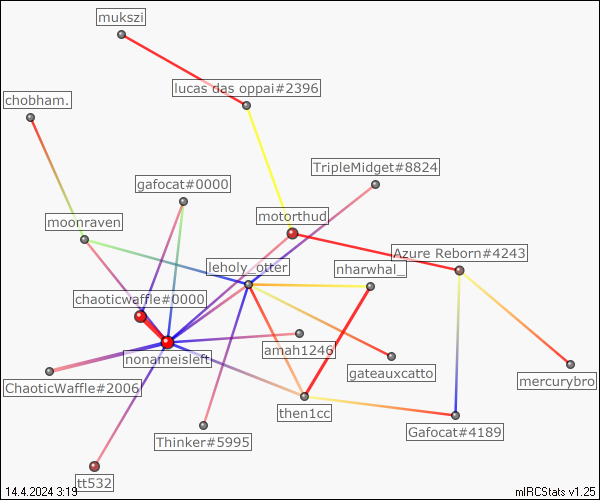 mukszi
lucas das oppai#2396
chobham.
TripleMidget#8824
gafocat#0000
motorthud
moonraven
Azure Reborn#4243
leholy_otter
nharwhal_
chaoticwaffle#0000
amah1246
nonameisleft
gateauxcatto
mercurybro
ChaoticWaffle#2006
then1cc
Gafocat#4189
Thinker#5995
tt532
14.4.2024 3:19
mIRCStats v1.25